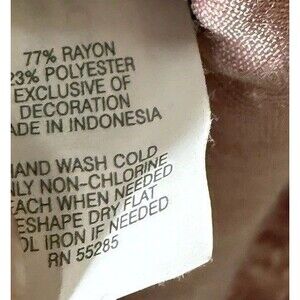 77% RAYON
23% POLYESTER
EXCLUSIVE OF
DECORATION
ADE IN INDONESIA
HAND WASH COLD
NLY NON-CHLORINE
EACH WHEN NEEDED
ESHAPE DRY FLAT
OL IRON IF NEEDED
RN 55285